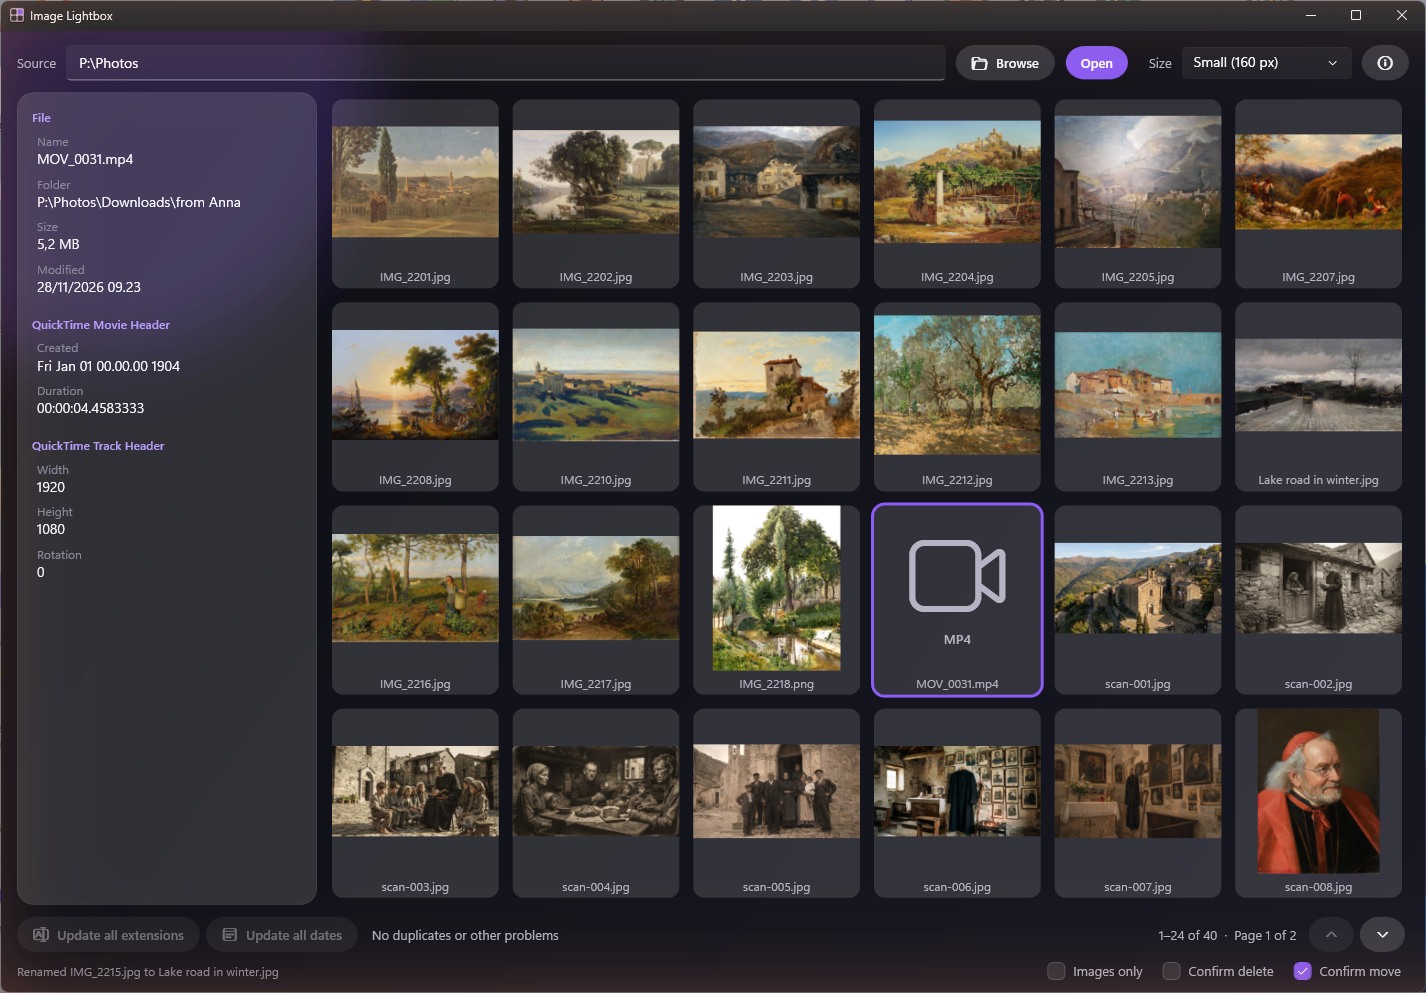 Image Lightbox
Source
P:\Photos
Browse
Open
Size
Small (160 px)
File
Name
MOV_0031.mp4
Folder
P:\Photos\Downloads\from Anna
Size
5,2 MB
Modified
28/11/2026 09.23
QuickTime Movie Header
Created
Fri Jan 01 00.00.00 1904
Duration
00:00:04.4583333
QuickTime Track Header
Width
1920
Height
1080
Rotation
0
IMG_2201.jpg
IMG_2202.jpg
IMG_2203.jpg
IMG_2204.jpg
IMG_2205.jpg
IMG_2207.jpg
IMG_2208.jpg
IMG_2210.jpg
IMG_2211.jpg
IMG_2212.jpg
IMG_2213.jpg
Lake road in winter.jpg
IMG_2216.jpg
IMG_2217.jpg
IMG_2218.png
MP4
MOV_0031.mp4
scan-001.jpg
scan-002.jpg
scan-003.jpg
scan-004.jpg
scan-005.jpg
scan-006.jpg
scan-007.jpg
scan-008.jpg
Update all extensions
Update all dates
No duplicates or other problems
1–24 of 40 · Page 1 of 2
Renamed IMG_2215.jpg to Lake road in winter.jpg
Images only
Confirm delete
Confirm move